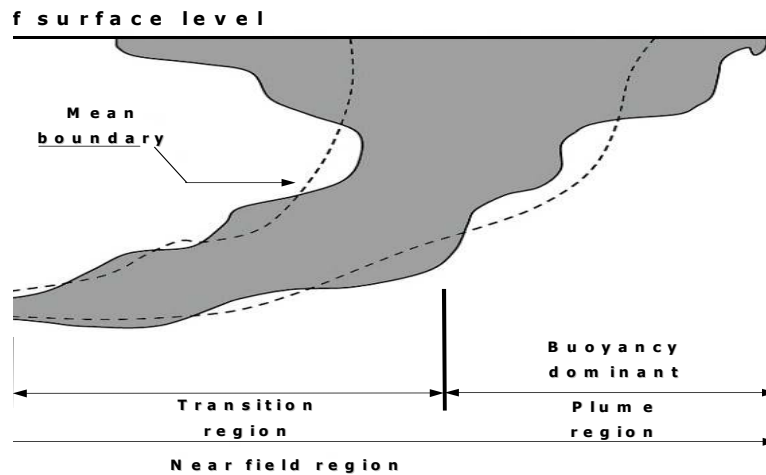 f surface level
Mean
boundary
Buoyancy
dominant
Transition
region
Plume
region
Near field region